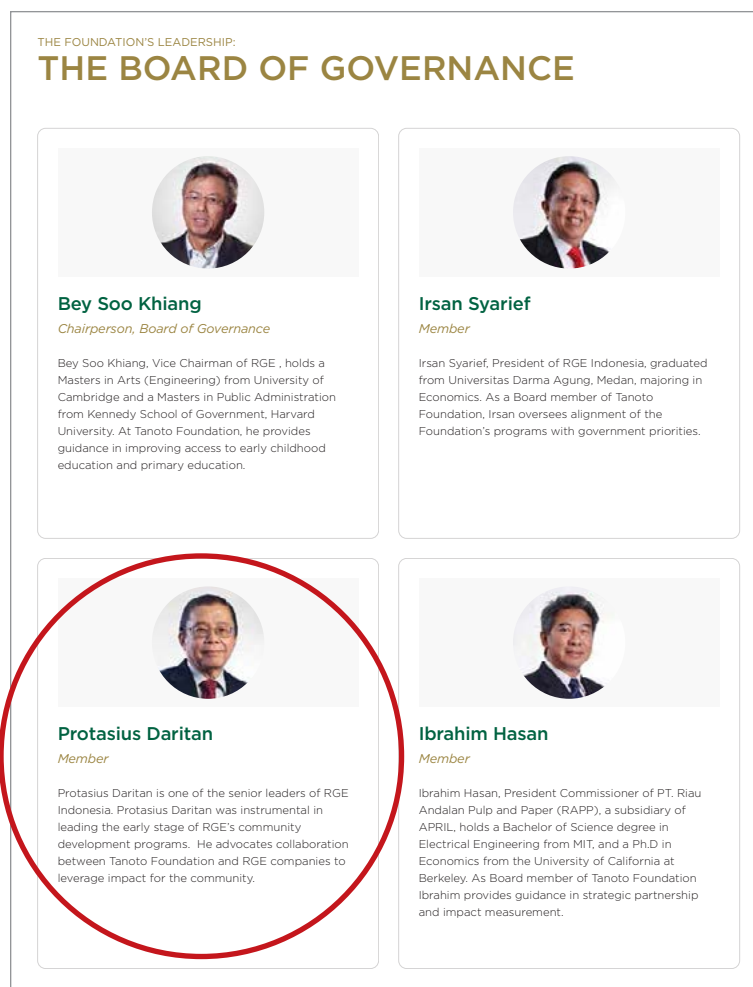 THE FOUNDATION'S LEADERSHIP:
THE BOARD OF GOVERNANCE
Bey Soo Khiang
Chairperson, Board of Governance
Bey Soo Khiang, Vice Chairman of RGE , holds a
Masters in Arts (Engineering) from University of
Cambridge and a Masters in Public Administration
from Kennedy School of Government, Harvard
University. At Tanoto Foundation, he provides
guidance in improving access to early childhood
education and primary education.
Irsan Syarief
Member
Irsan Syarief, President of RGE Indonesia, graduated
from Universitas Darma Agung, Medan, majoring in
Economics. As a Board member of Tanoto
Foundation, Irsan oversees alignment of the
Foundation's programs with government priorities.
Protasius Daritan
Member
Protasius Daritan is one of the senior leaders of RGE
Indonesia. Protasius Daritan was instrumental in
leading the early stage of RGE's community
development programs.  He advocates collaboration
between Tanoto Foundation and RGE companies to
leverage impact for the community.
Ibrahim Hasan
Member
Ibrahim Hasan, President Commissioner of PT. Riau
Andalan Pulp and Paper (RAPP), a subsidiary of
APRIL, holds a Bachelor of Science degree in
Electrical Engineering from MIT, and a Ph.D in
Economics from the University of California at
Berkeley. As Board member of Tanoto Foundation
Ibrahim provides guidance in strategic partnership
and impact measurement.